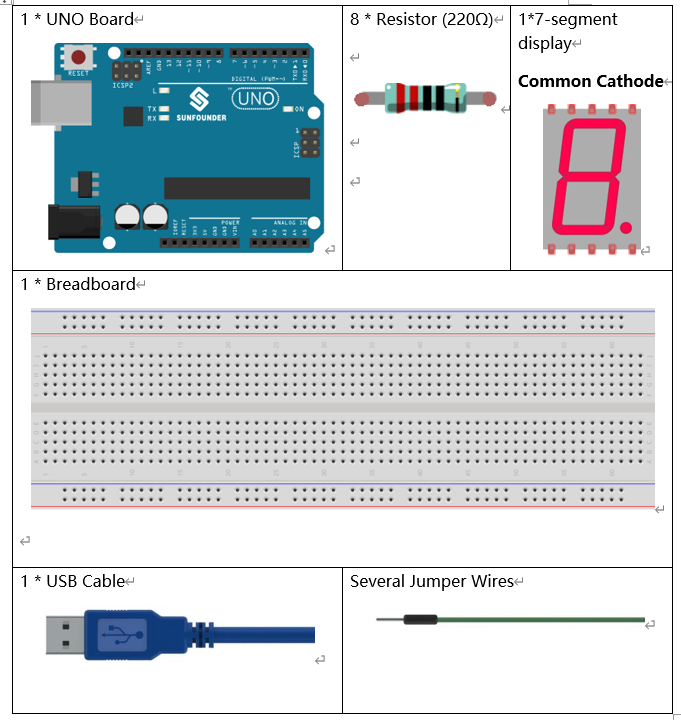 1 * UNO Board
8 * Resistor (220Ω)
1*7-segment
display
Common Cathode
RESET
ICSP2
AREF
GND
13
12
~11
~10
~9
8
7
~6
~5
4
~3
2
TX▸1
RX◂0
DIGITAL (PWM~)
L
TX
RX
SUNFOUNDER
UNO
ON
ICSP
1
POWER
ANALOG IN
IOREF
RESET
3V3
5V
GND
GND
VIN
A0
A1
A2
A3
A4
A5
1 * Breadboard
1 * USB Cable
Several Jumper Wires